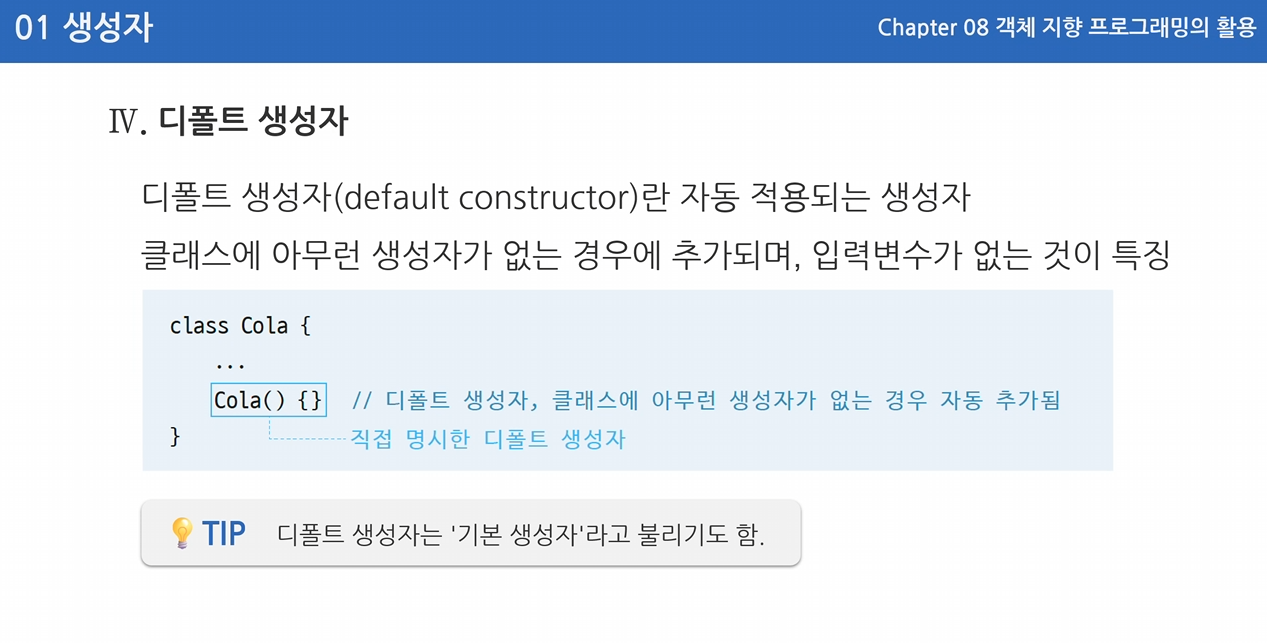 01 생성자
Chapter 08 객체 지향 프로그래밍의 활용
Ⅳ. 디폴트 생성자
디폴트 생성자(default constructor)란 자동 적용되는 생성자
클래스에 아무런 생성자가 없는 경우에 추가되며, 입력변수가 없는 것이 특징
class Cola {
...
Cola() {} // 디폴트 생성자, 클래스에 아무런 생성자가 없는 경우 자동 추가됨
} 직접 명시한 디폴트 생성자
TIP 디폴트 생성자는 '기본 생성자'라고 불리기도 함.